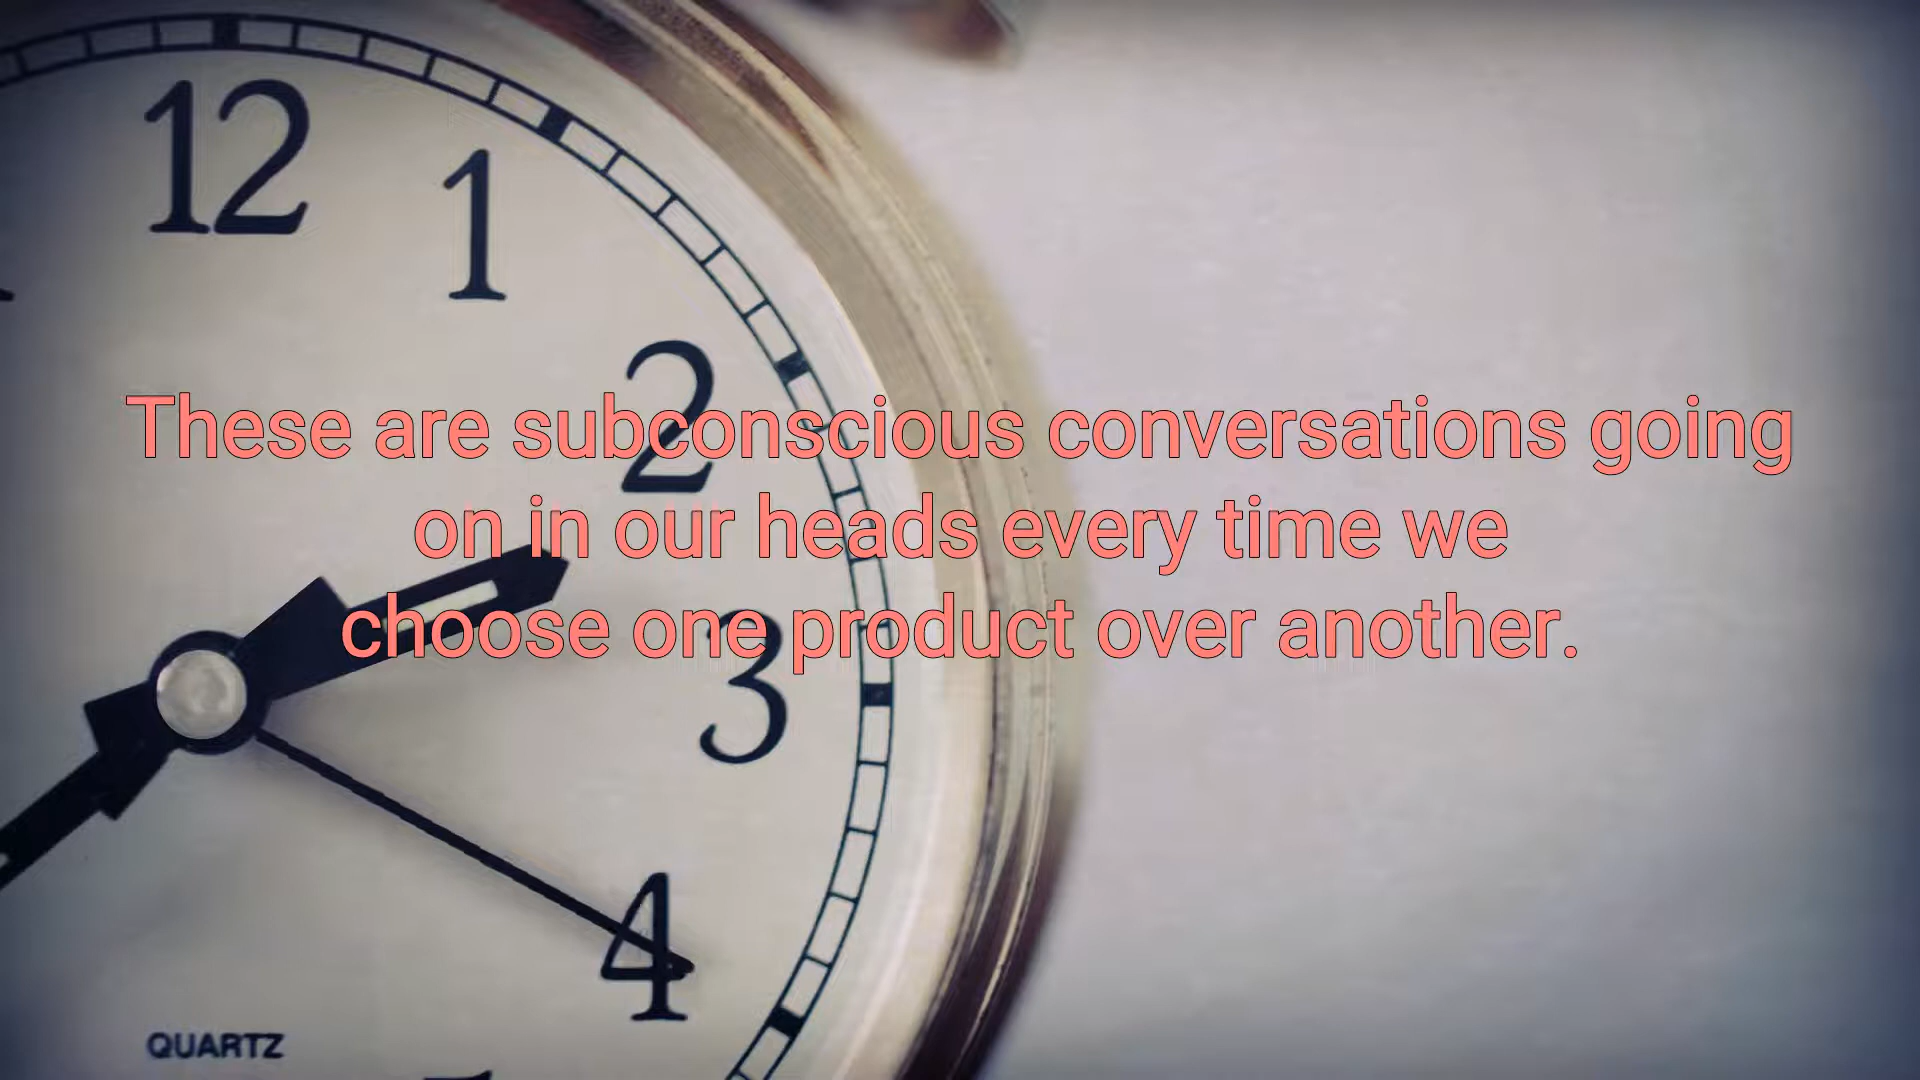 12
1
2
These are subconscious conversations going
on in our heads every time we
choose one product over another.
3
4
QUARTZ